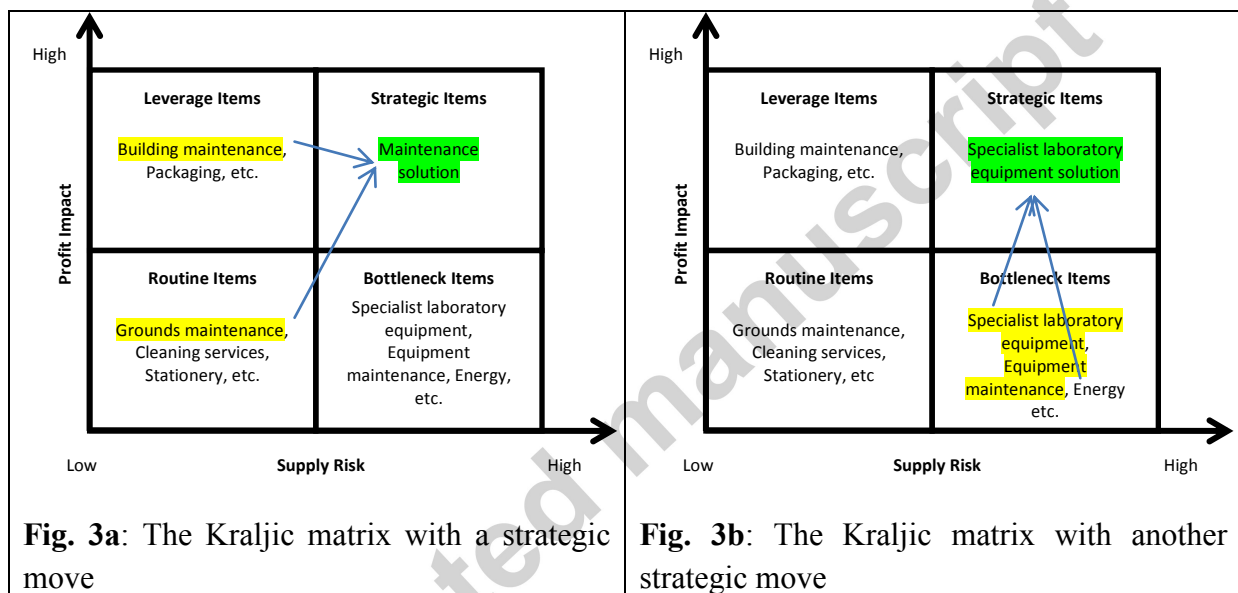 High
Leverage Items
Building maintenance,
Packaging, etc.
Strategic Items
Maintenance
solution
Profit Impact
Routine Items
Grounds maintenance,
Cleaning services,
Stationery, etc.
Bottleneck Items
Specialist laboratory
equipment,
Equipment
maintenance, Energy,
etc.
Low
Supply Risk
High
Fig. 3a: The Kraljic matrix with a strategic
move
High
Leverage Items
Building maintenance,
Packaging, etc.
Strategic Items
Specialist laboratory
equipment solution
Profit Impact
Routine Items
Grounds maintenance,
Cleaning services,
Stationery, etc
Bottleneck Items
Specialist laboratory
equipment,
Equipment
maintenance, Energy
etc.
Low
Supply Risk
High
Fig. 3b: The Kraljic matrix with another
strategic move
ted manuscript